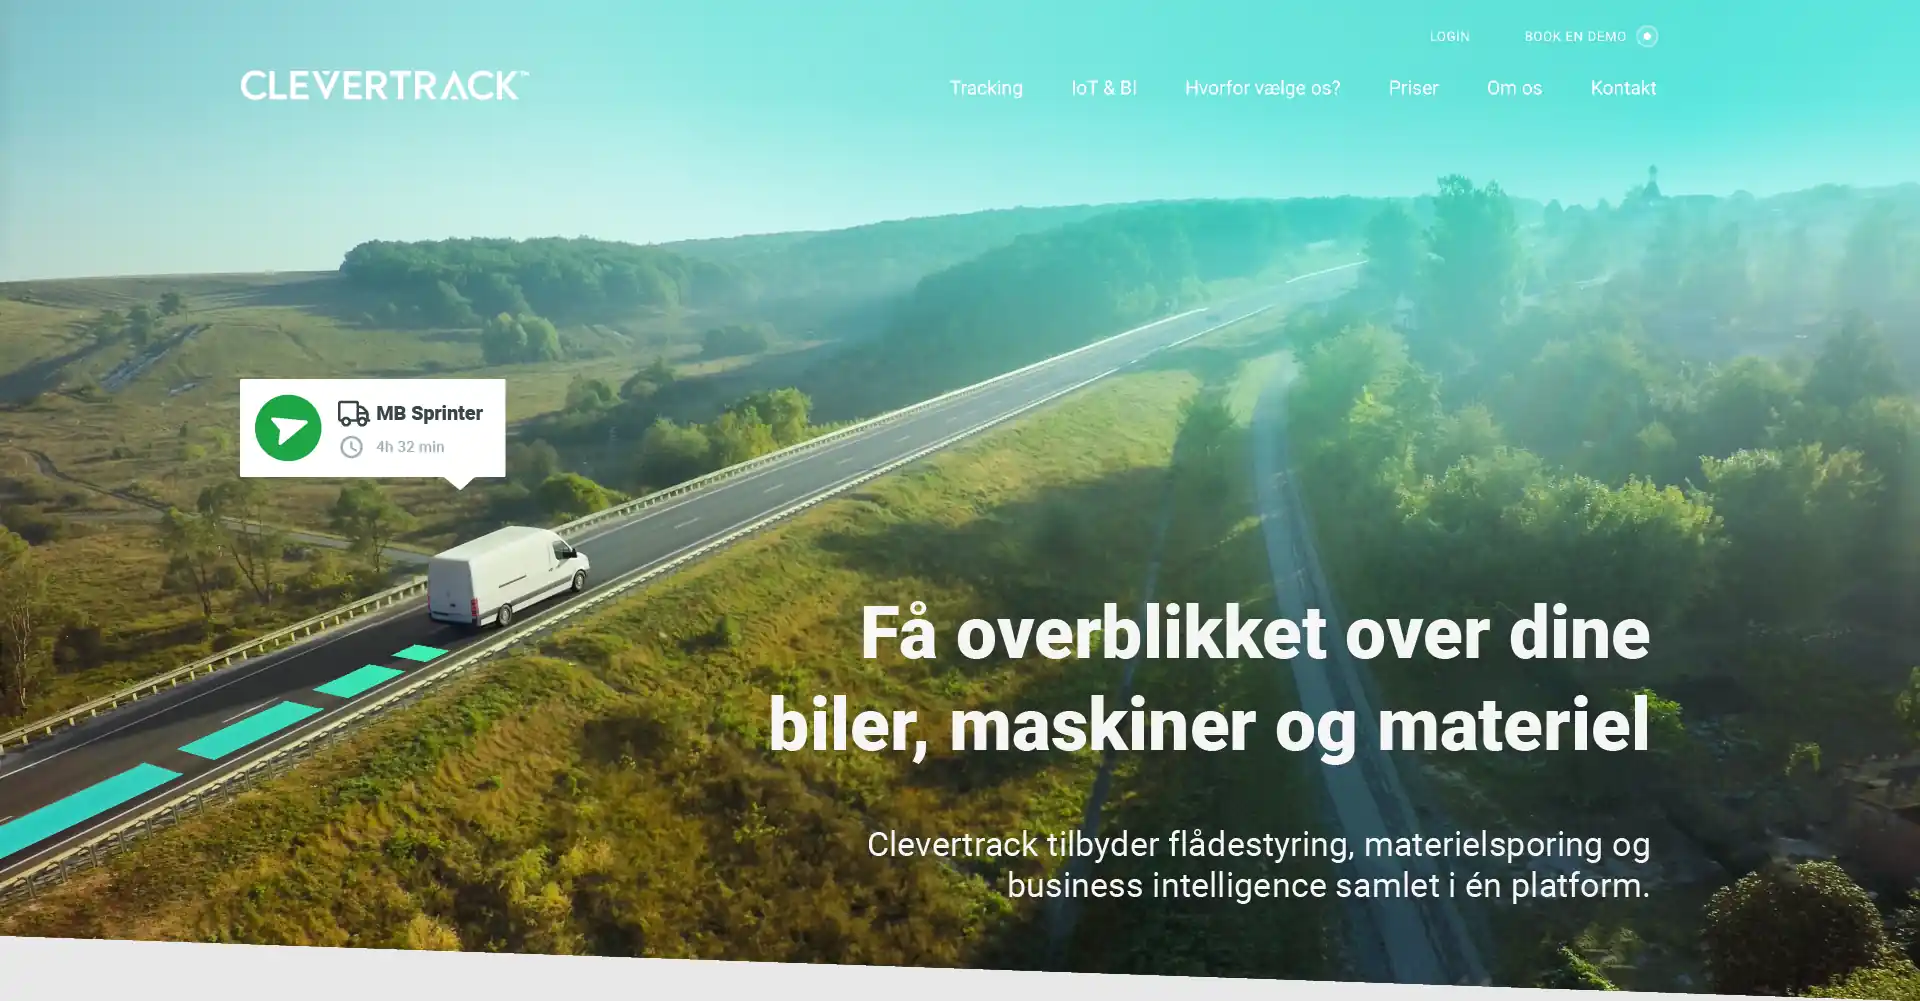 LOGIN
BOOK EN DEMO
CLEVERTRACK™
Tracking
IoT & BI
Hvorfor vælge os?
Priser
Om os
Kontakt
MB Sprinter
4h 32 min
Få overblikket over dine
biler, maskiner og materiel
Clevertrack tilbyder flådestyring, materielsporing og
business intelligence samlet i én platform.